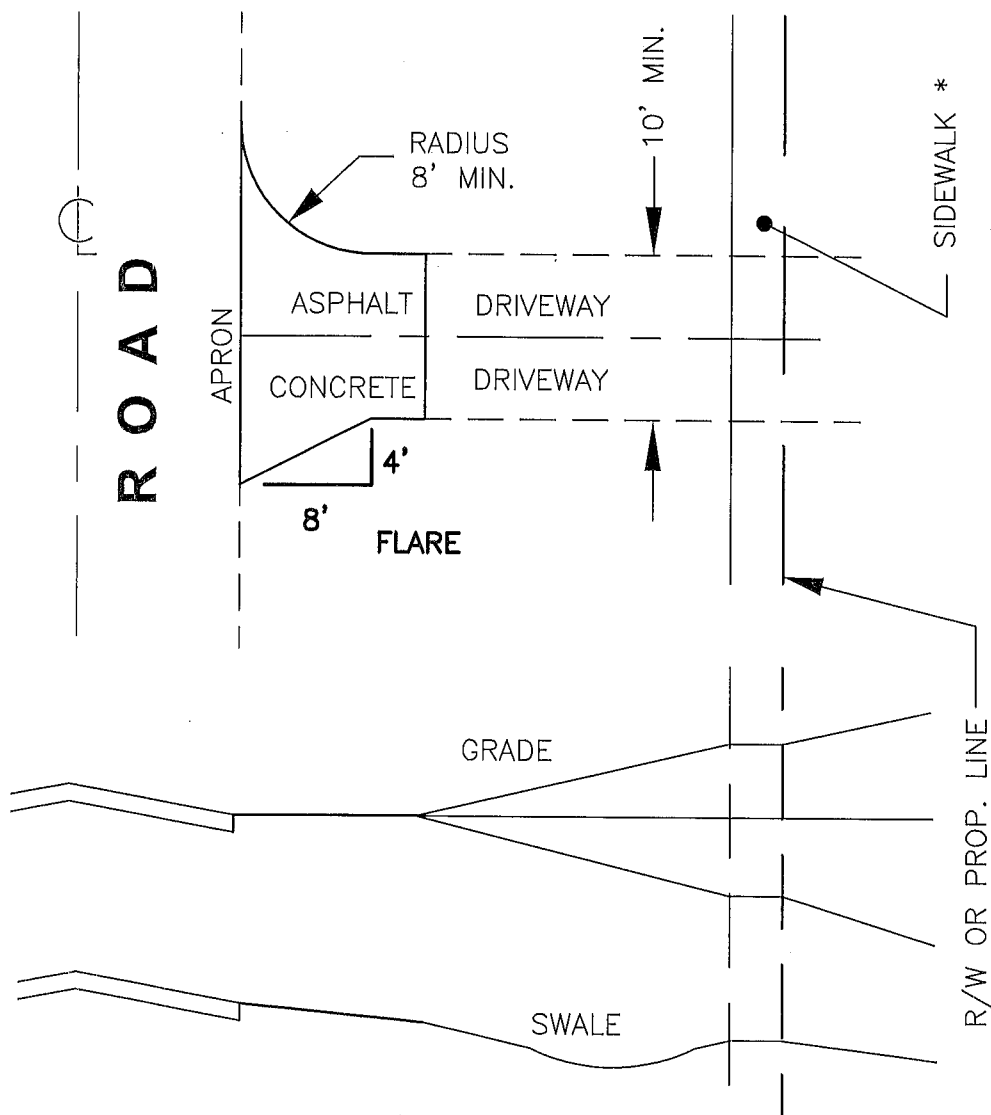 RADIUS
8' MIN.
10' MIN.
SIDEWALK *
℄
ROAD
APRON
ASPHALT
DRIVEWAY
CONCRETE
DRIVEWAY
4'
8'
FLARE
GRADE
R/W OR PROP. LINE
SWALE